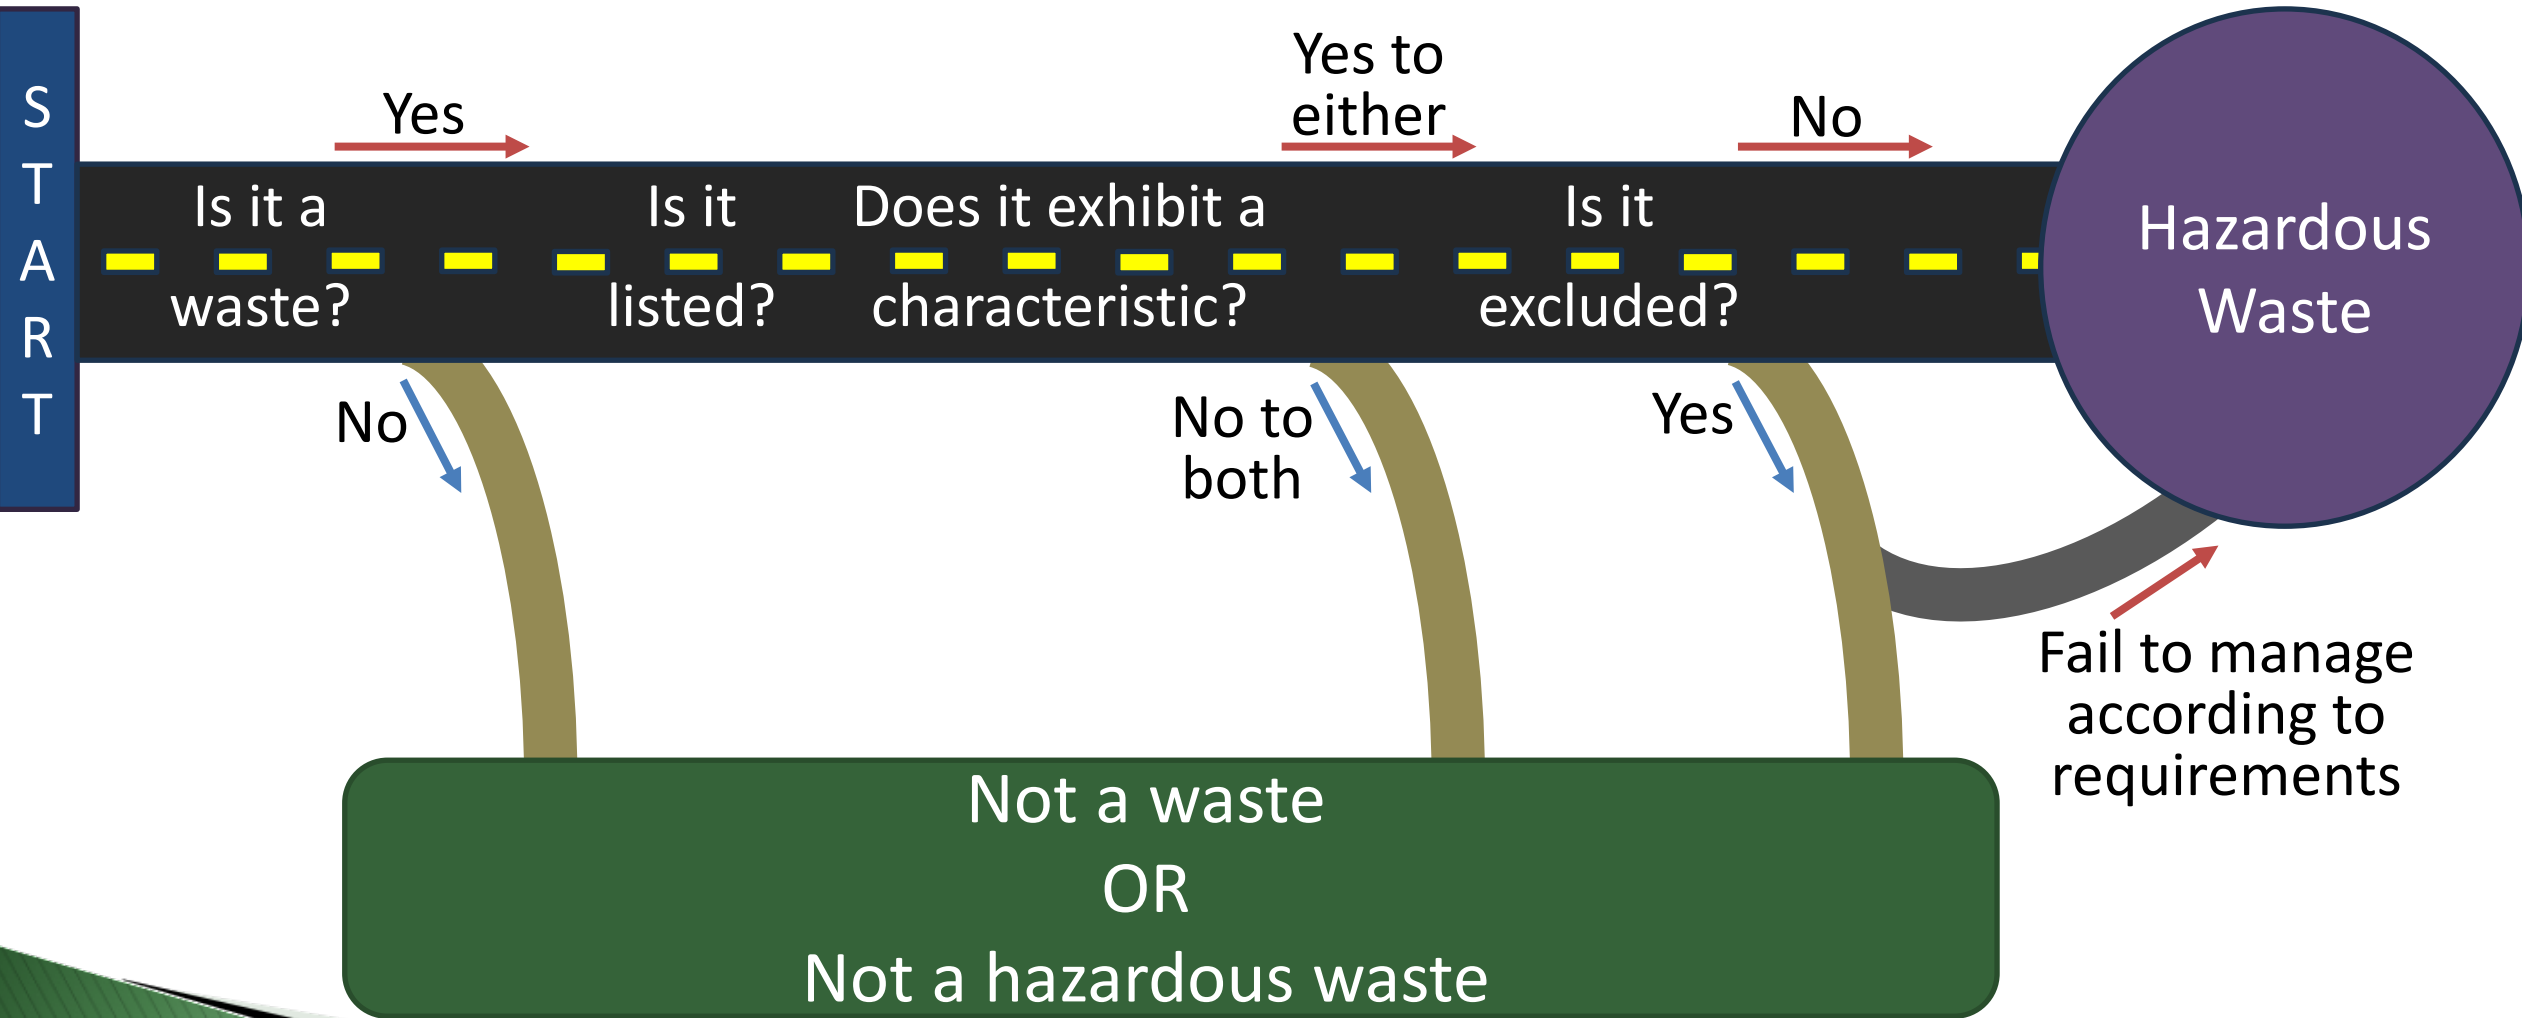 START
Yes
Yes to
either
No
Is it a
waste?
Is it
listed?
Does it exhibit a
characteristic?
Is it
excluded?
Hazardous
Waste
No
No to
both
Yes
Fail to manage
according to
requirements
Not a waste
OR
Not a hazardous waste